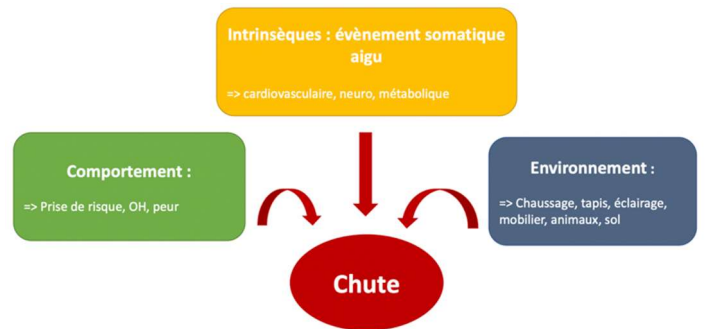 Intrinsèques : évènement somatique
aigu
=> cardiovasculaire, neuro, métabolique
Comportement :
=> Prise de risque, OH, peur
Environnement :
=> Chaussage, tapis, éclairage,
mobilier, animaux, sol
Chute